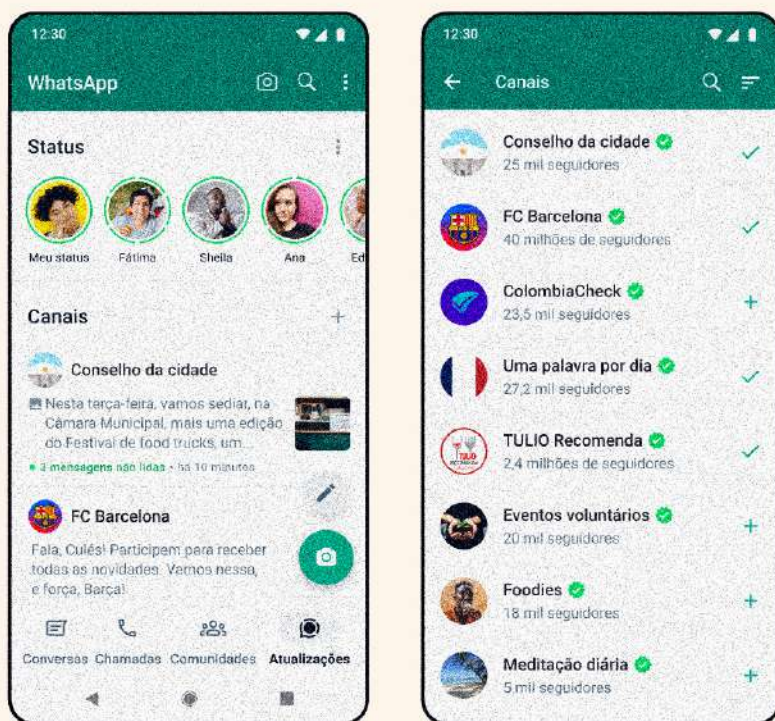 12:30
WhatsApp
Status
Meu status
Fátima
Sheila
Ana
Ed
Canais
Conselho da cidade
Nesta terça-feira, vamos sediar, na
Câmara Municipal, mais uma edição
do Festival de food trucks, um...
2 mensagens não lidas • há 10 minutos
FC Barcelona
Fala, Culés! Participem para receber
todas as novidades. Vamos nessa,
e força, Barça!
Conversas
Chamadas
Comunidades
Atualizações
12:30
Canais
Conselho da cidade
25 mil seguidores
FC Barcelona
40 milhões de seguidores
ColombiaCheck
23,5 mil seguidores
Uma palavra por dia
27,2 mil seguidores
TULIO Recomenda
2,4 milhões de seguidores
TULIO
RECOMENDA
Eventos voluntários
20 mil seguidores
Foodies
18 mil seguidores
Meditação diária
5 mil seguidores